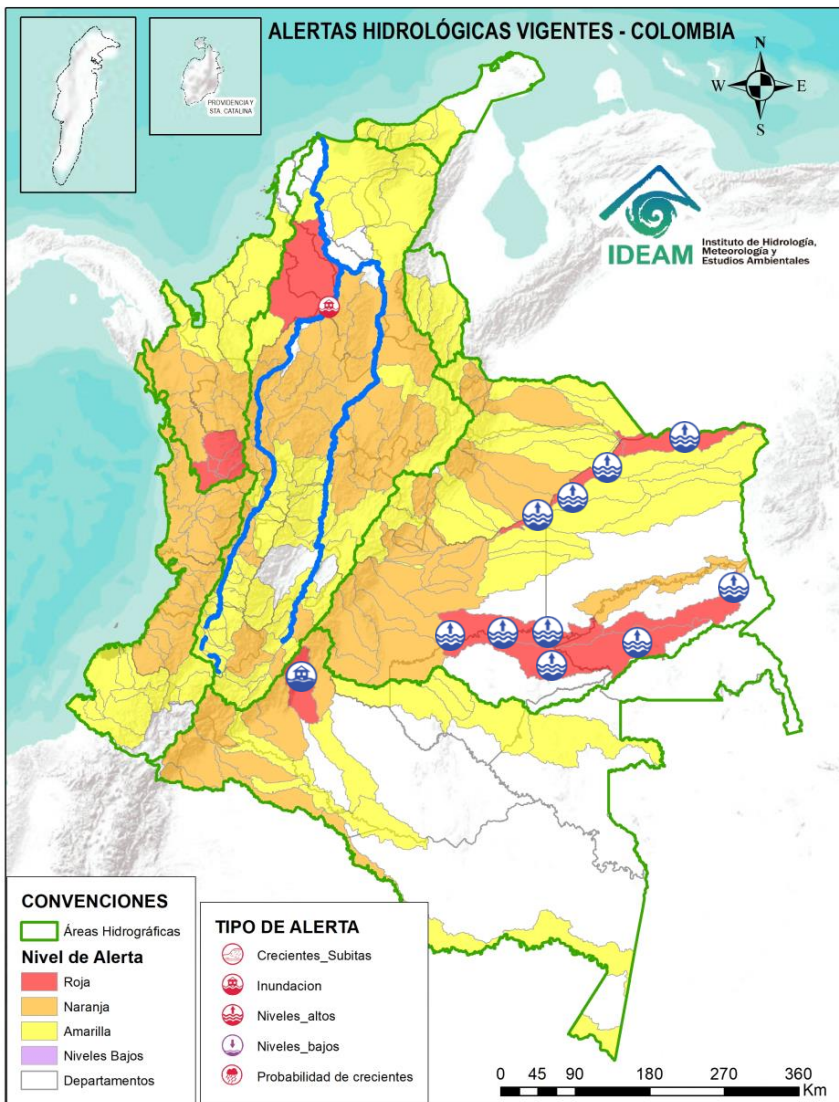 ALERTAS HIDROLÓGICAS VIGENTES - COLOMBIA
PROVIDENCIA Y
STA. CATALINA
N
W
E
S
IDEAM
Instituto de Hidrología,
Meteorología y
Estudios Ambientales
CONVENCIONES
Áreas Hidrográficas
Nivel de Alerta
Roja
Naranja
Amarilla
Niveles Bajos
Departamentos
TIPO DE ALERTA
Crecientes_Subitas
Inundacion
Niveles_altos
Niveles_bajos
Probabilidad de crecientes
0 45 90 180 270 360
Km